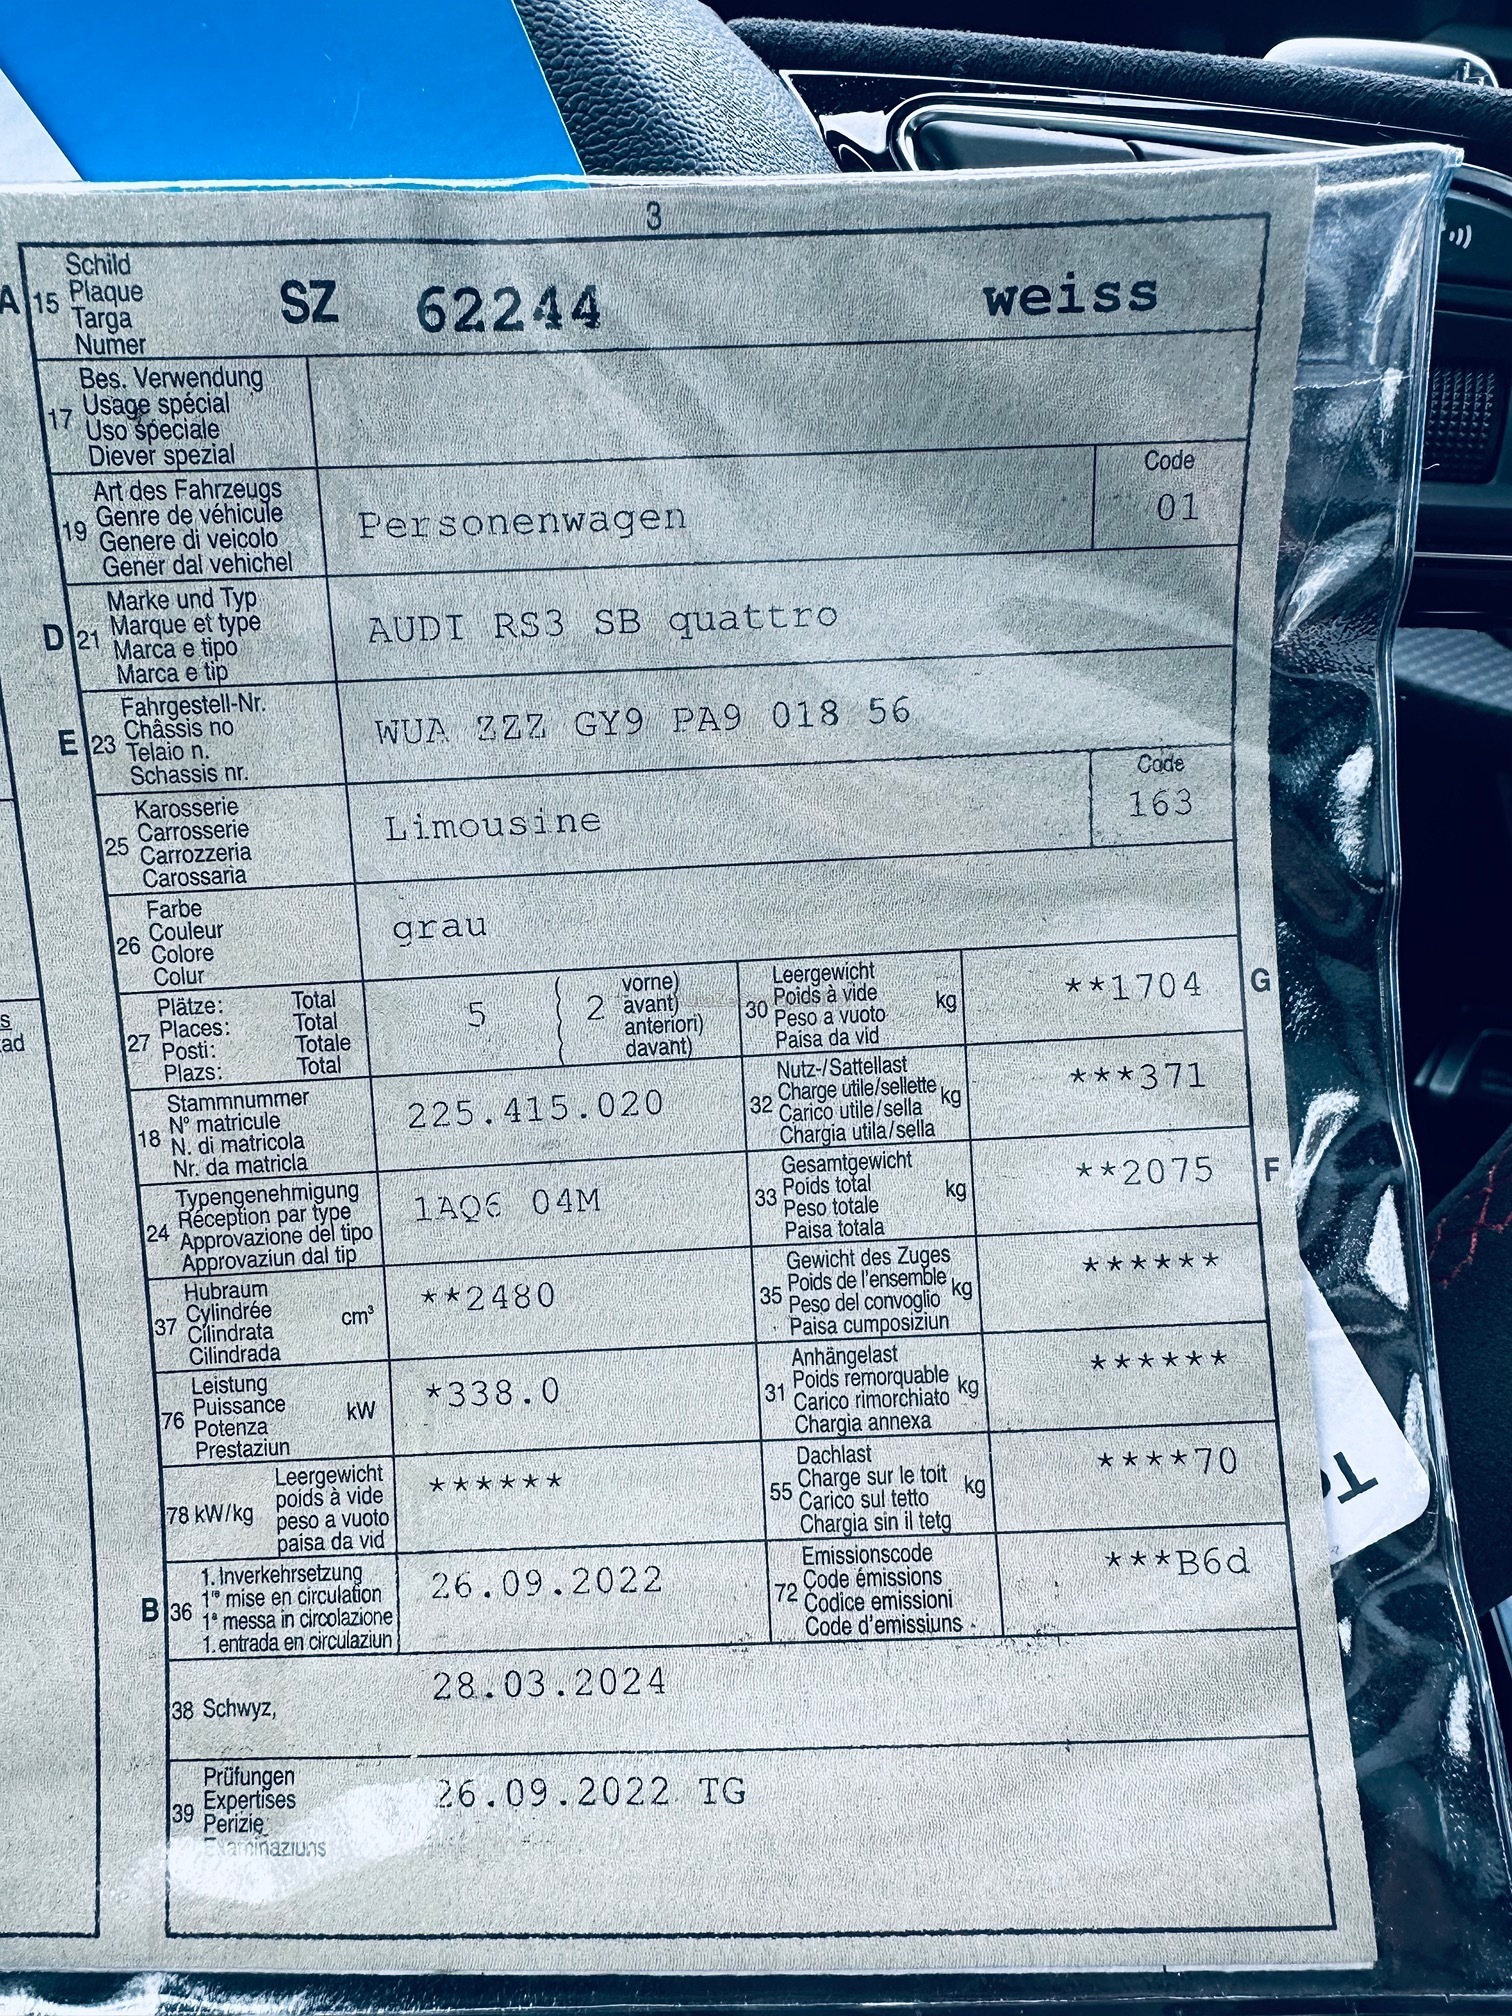 3
A 15 Schild
Plaque
Targa
Numer
SZ 62244 weiss
17 Bes. Verwendung
Usage spécial
Uso speciale
Diever spezial
19 Art des Fahrzeugs
Genre de véhicule
Genere di veicolo
Gener dal vehichel
Personenwagen
Code
01
D 21 Marke und Typ
Marque et type
Marca e tipo
Marca e tip
AUDI RS3 SB quattro
E 23 Fahrgestell-Nr.
Châssis no
Telaio n.
Schassis nr.
WUA ZZZ GY9 PA9 018 56
25 Karosserie
Carrosserie
Carrozzeria
Carossaria
Limousine
Code
163
26 Farbe
Couleur
Colore
Colur
grau
27 Plätze: Total
Places: Total
Posti: Totale
Plazs: Total
5 ( 2 vorne)
avant)
anteriori)
davant)
30 Leergewicht
Poids à vide
Peso a vuoto
Paisa da vid
kg
**1704
G
18 Stammnummer
N° matricule
N. di matricola
Nr. da matricla
225.415.020
32 Nutz-/Sattellast
Charge utile/sellette
Carico utile/sella
Chargia utila/sella
kg
***371
24 Typengenehmigung
Réception par type
Approvazione del tipo
Approvaziun dal tip
1AQ6 04M
33 Gesamtgewicht
Poids total
Peso totale
Paisa totala
kg
**2075
F
37 Hubraum
Cylindrée
Cilindrata
Cilindrada
cm³
**2480
35 Gewicht des Zuges
Poids de l'ensemble
Peso del convoglio
Paisa cumposiziun
kg
******
76 Leistung
Puissance
Potenza
Prestaziun
kW
*338.0
31 Anhängelast
Poids remorquable
Carico rimorchiato
Chargia annexa
kg
******
78 kW/kg Leergewicht
poids à vide
peso a vuoto
paisa da vid
******
55 Dachlast
Charge sur le toit
Carico sul tetto
Chargia sin il tetg
kg
****70
B 36 1. Inverkehrsetzung
1re mise en circulation
1a messa in circolazione
1. entrada en circulaziun
26.09.2022
72 Emissionscode
Code émissions
Codice emissioni
Code d'emissiuns
***B6d
38 Schwyz,
28.03.2024
39 Prüfungen
Expertises
Perizie
Examinaziuns
26.09.2022 TG